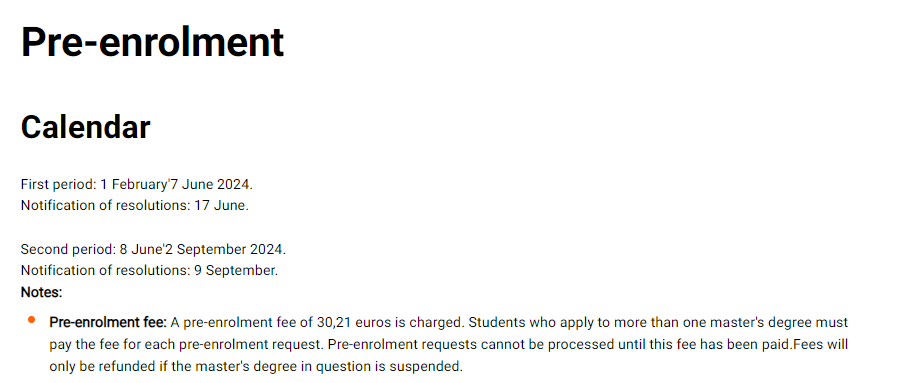 Pre-enrolment
Calendar
First period: 1 February'7 June 2024.
Notification of resolutions: 17 June.
Second period: 8 June'2 September 2024.
Notification of resolutions: 9 September.
Notes:
Pre-enrolment fee: A pre-enrolment fee of 30,21 euros is charged. Students who apply to more than one master's degree must
pay the fee for each pre-enrolment request. Pre-enrolment requests cannot be processed until this fee has been paid.Fees will
only be refunded if the master's degree in question is suspended.